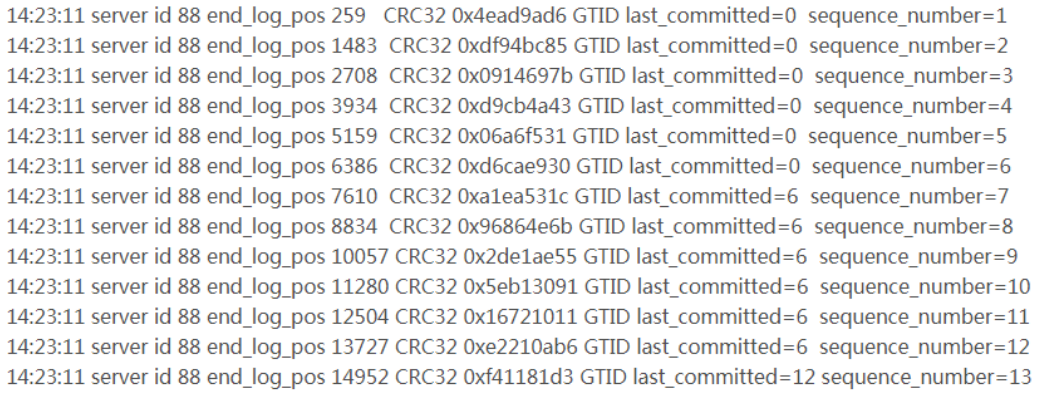 14:23:11 server id 88 end_log_pos 259 CRC32 0x4ead9ad6 GTID last_committed=0 sequence_number=1
14:23:11 server id 88 end_log_pos 1483 CRC32 0xdf94bc85 GTID last_committed=0 sequence_number=2
14:23:11 server id 88 end_log_pos 2708 CRC32 0x0914697b GTID last_committed=0 sequence_number=3
14:23:11 server id 88 end_log_pos 3934 CRC32 0xd9cb4a43 GTID last_committed=0 sequence_number=4
14:23:11 server id 88 end_log_pos 5159 CRC32 0x06a6f531 GTID last_committed=0 sequence_number=5
14:23:11 server id 88 end_log_pos 6386 CRC32 0xd6cae930 GTID last_committed=0 sequence_number=6
14:23:11 server id 88 end_log_pos 7610 CRC32 0xa1ea531c GTID last_committed=6 sequence_number=7
14:23:11 server id 88 end_log_pos 8834 CRC32 0x96864e6b GTID last_committed=6 sequence_number=8
14:23:11 server id 88 end_log_pos 10057 CRC32 0x2de1ae55 GTID last_committed=6 sequence_number=9
14:23:11 server id 88 end_log_pos 11280 CRC32 0x5eb13091 GTID last_committed=6 sequence_number=10
14:23:11 server id 88 end_log_pos 12504 CRC32 0x16721011 GTID last_committed=6 sequence_number=11
14:23:11 server id 88 end_log_pos 13727 CRC32 0xe2210ab6 GTID last_committed=6 sequence_number=12
14:23:11 server id 88 end_log_pos 14952 CRC32 0xf41181d3 GTID last_committed=12 sequence_number=13